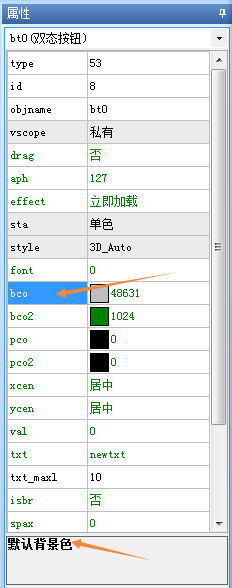 属性
bt0(双态按钮)
type 53
id 8
objname bt0
vscope 私有
drag 否
aph 127
effect 立即加载
sta 单色
style 3D_Auto
font 0
bco 48631
bco2 1024
pco 0
pco2 0
xcen 居中
ycen 居中
val 0
txt newtxt
txt_maxl 10
isbr 否
spax 0
默认背景色